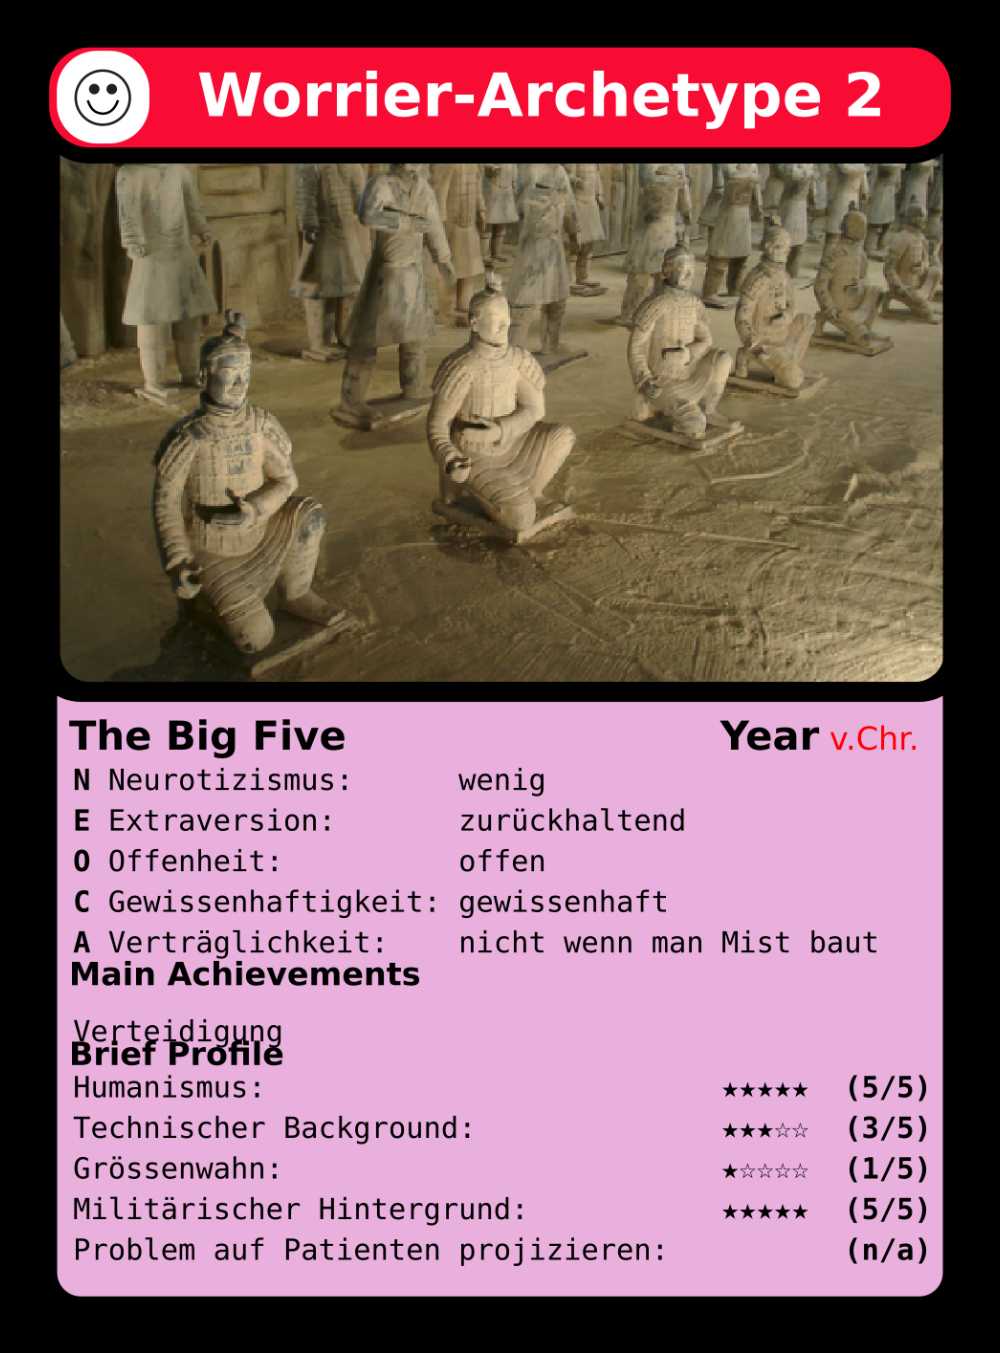 Worrier-Archetype 2
The Big Five Year v.Chr.
N Neurotizismus: wenig
E Extraversion: zurückhaltend
O Offenheit: offen
C Gewissenhaftigkeit: gewissenhaft
A Verträglichkeit: nicht wenn man Mist baut
Main Achievements
Verteidigung
Brief Profile
Humanismus: ★★★★★ (5/5)
Technischer Background: ★★★☆☆ (3/5)
Grössenwahn: ★☆☆☆☆ (1/5)
Militärischer Hintergrund: ★★★★★ (5/5)
Problem auf Patienten projizieren: (n/a)